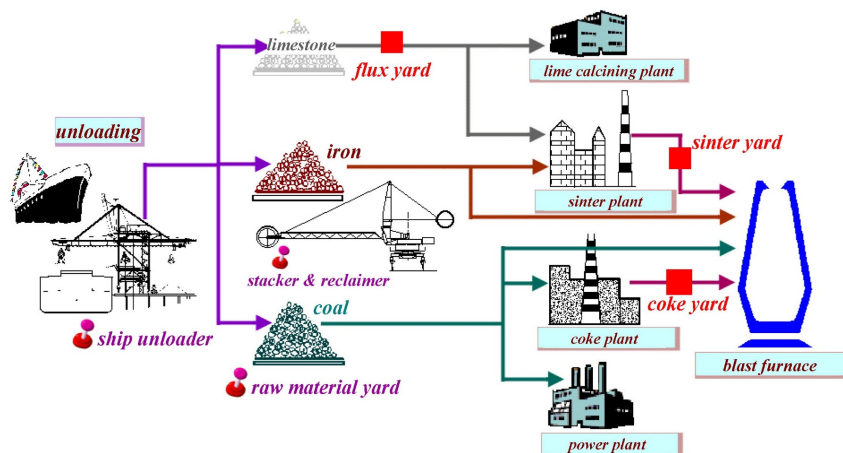 limestone
flux yard
lime calcining plant
unloading
iron
sinter yard
sinter plant
stacker & reclaimer
coal
coke yard
ship unloader
coke plant
blast furnace
raw material yard
power plant